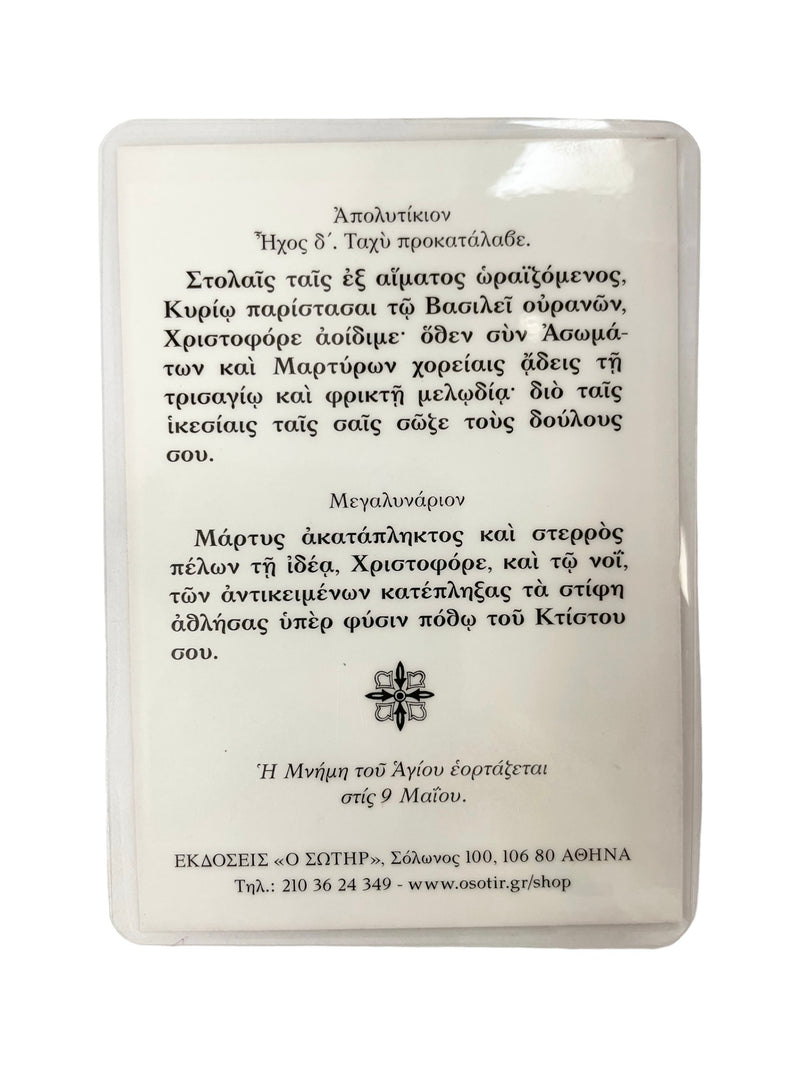 Ἀπολυτίκιον
Ἦχος δ΄. Ταχὺ προκατάλαβε.
Στολαῖς ταῖς ἐξ αἵματος ὡραϊζόμενος,
Κυρίῳ παρίστασαι τῷ Βασιλεῖ οὐρανῶν,
Χριστοφόρε ἀοίδιμε· ὅθεν σὺν Ἀσωμά-
των καὶ Μαρτύρων χορείαις ᾄδεις τῇ
τρισαγίῳ καὶ φρικτῇ μελῳδίᾳ· διὸ ταῖς
ἱκεσίαις ταῖς σαῖς σῶζε τοὺς δούλους
σου.
Μεγαλυνάριον
Μάρτυς ἀκατάπληκτος καὶ στερρὸς
πέλων τῇ ἰδέᾳ, Χριστοφόρε, καὶ τῷ νοΐ,
τῶν ἀντικειμένων κατέπληξας τὰ στίφη
ἀθλήσας ὑπὲρ φύσιν πόθῳ τοῦ Κτίστου
σου.
Ἡ Μνήμη τοῦ Ἁγίου ἑορτάζεται
στίς 9 Μαΐου.
ΕΚΔΟΣΕΙΣ «Ο ΣΩΤΗΡ», Σόλωνος 100, 106 80 ΑΘΗΝΑ
Τηλ.: 210 36 24 349 - www.osotir.gr/shop